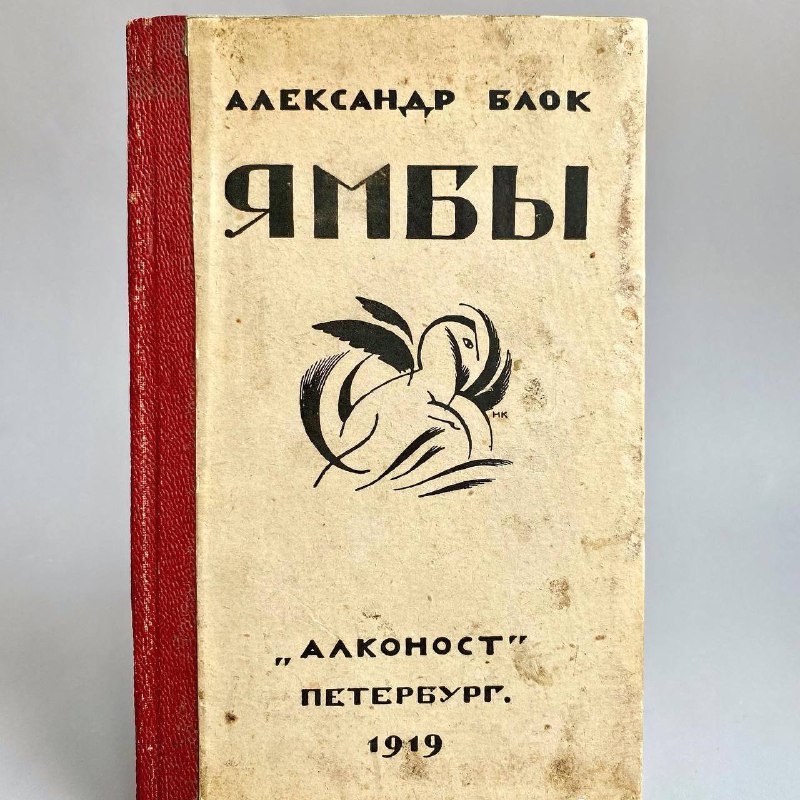 АЛЕКСАНДР БЛОК
ЯМБЫ
НК
„АЛКОНОСТ"
ПЕТЕРБУРГ.
1919